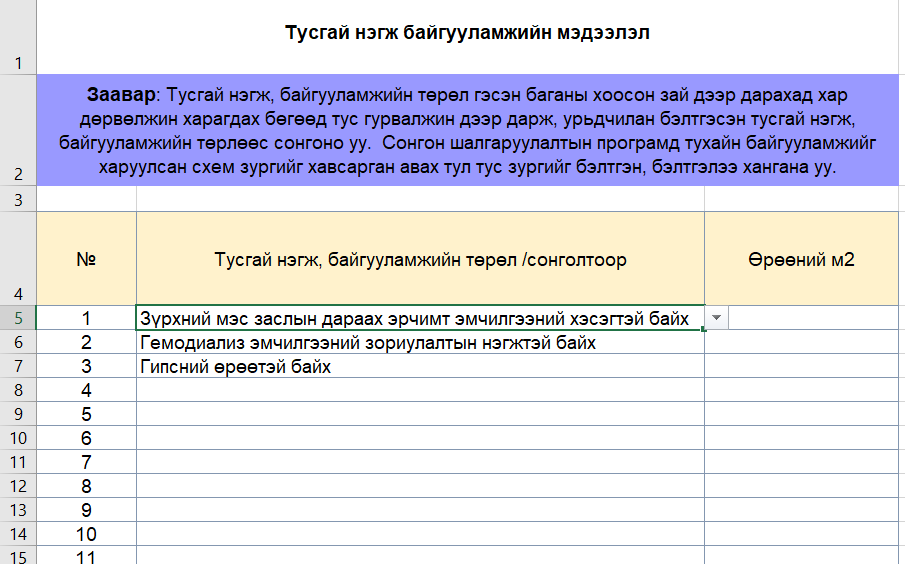 1 Тусгай нэгж байгууламжийн мэдээлэл
Заавар: Тусгай нэгж, байгууламжийн төрөл гэсэн баганы хоосон зай дээр дарахад хар
дөрвөлжин харагдах бөгөөд тус гурвалжин дээр дарж, урьдчилан бэлтгэсэн тусгай нэгж,
байгууламжийн төрлөөс сонгоно уу. Сонгон шалгаруулалтын програмд тухайн байгууламжийг
2 харуулсан схем зургийг хавсарган авах тул тус зургийг бэлтгэн, бэлтгэлээ хангана уу.
3
4 № Тусгай нэгж, байгууламжийн төрөл /сонголтоор Өрөөний м2
5 1 Зүрхний мэс заслын дараах эрчимт эмчилгээний хэсэгтэй байх
6 2 Гемодиализ эмчилгээний зориулалтын нэгжтэй байх
7 3 Гипсний өрөөтэй байх
8 4
9 5
10 6
11 7
12 8
13 9
14 10
15 11